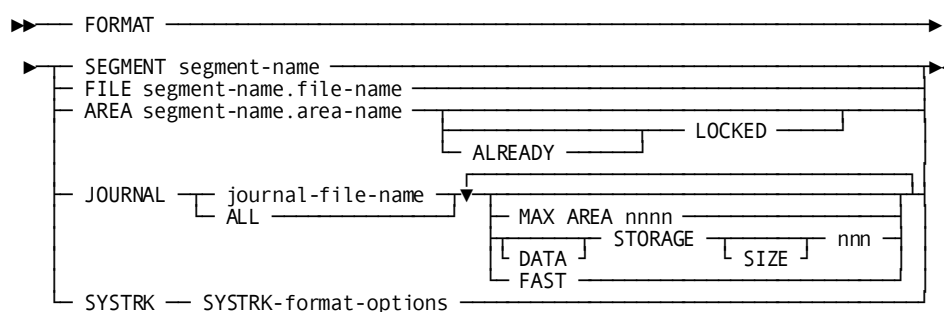 FORMAT
SEGMENT segment-name
FILE segment-name.file-name
AREA segment-name.area-name
LOCKED
ALREADY
JOURNAL journal-file-name
ALL
MAX AREA nnnn
STORAGE nnn
DATA SIZE
FAST
SYSTRK SYSTRK-format-options